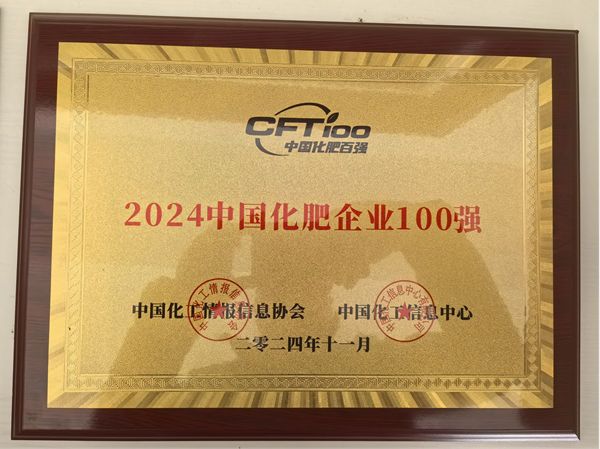 CFT100
中国化肥百强
2024中国化肥企业100强
中国化工情报信息协会 中国化工信息中心
二零二四年十一月